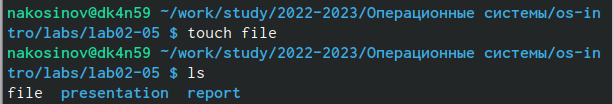 nakosinov@dk4n59 ~/work/study/2022-2023/Операционные системы/os-in
tro/labs/lab02-05 $ touch file
nakosinov@dk4n59 ~/work/study/2022-2023/Операционные системы/os-in
tro/labs/lab02-05 $ ls
file  presentation  report